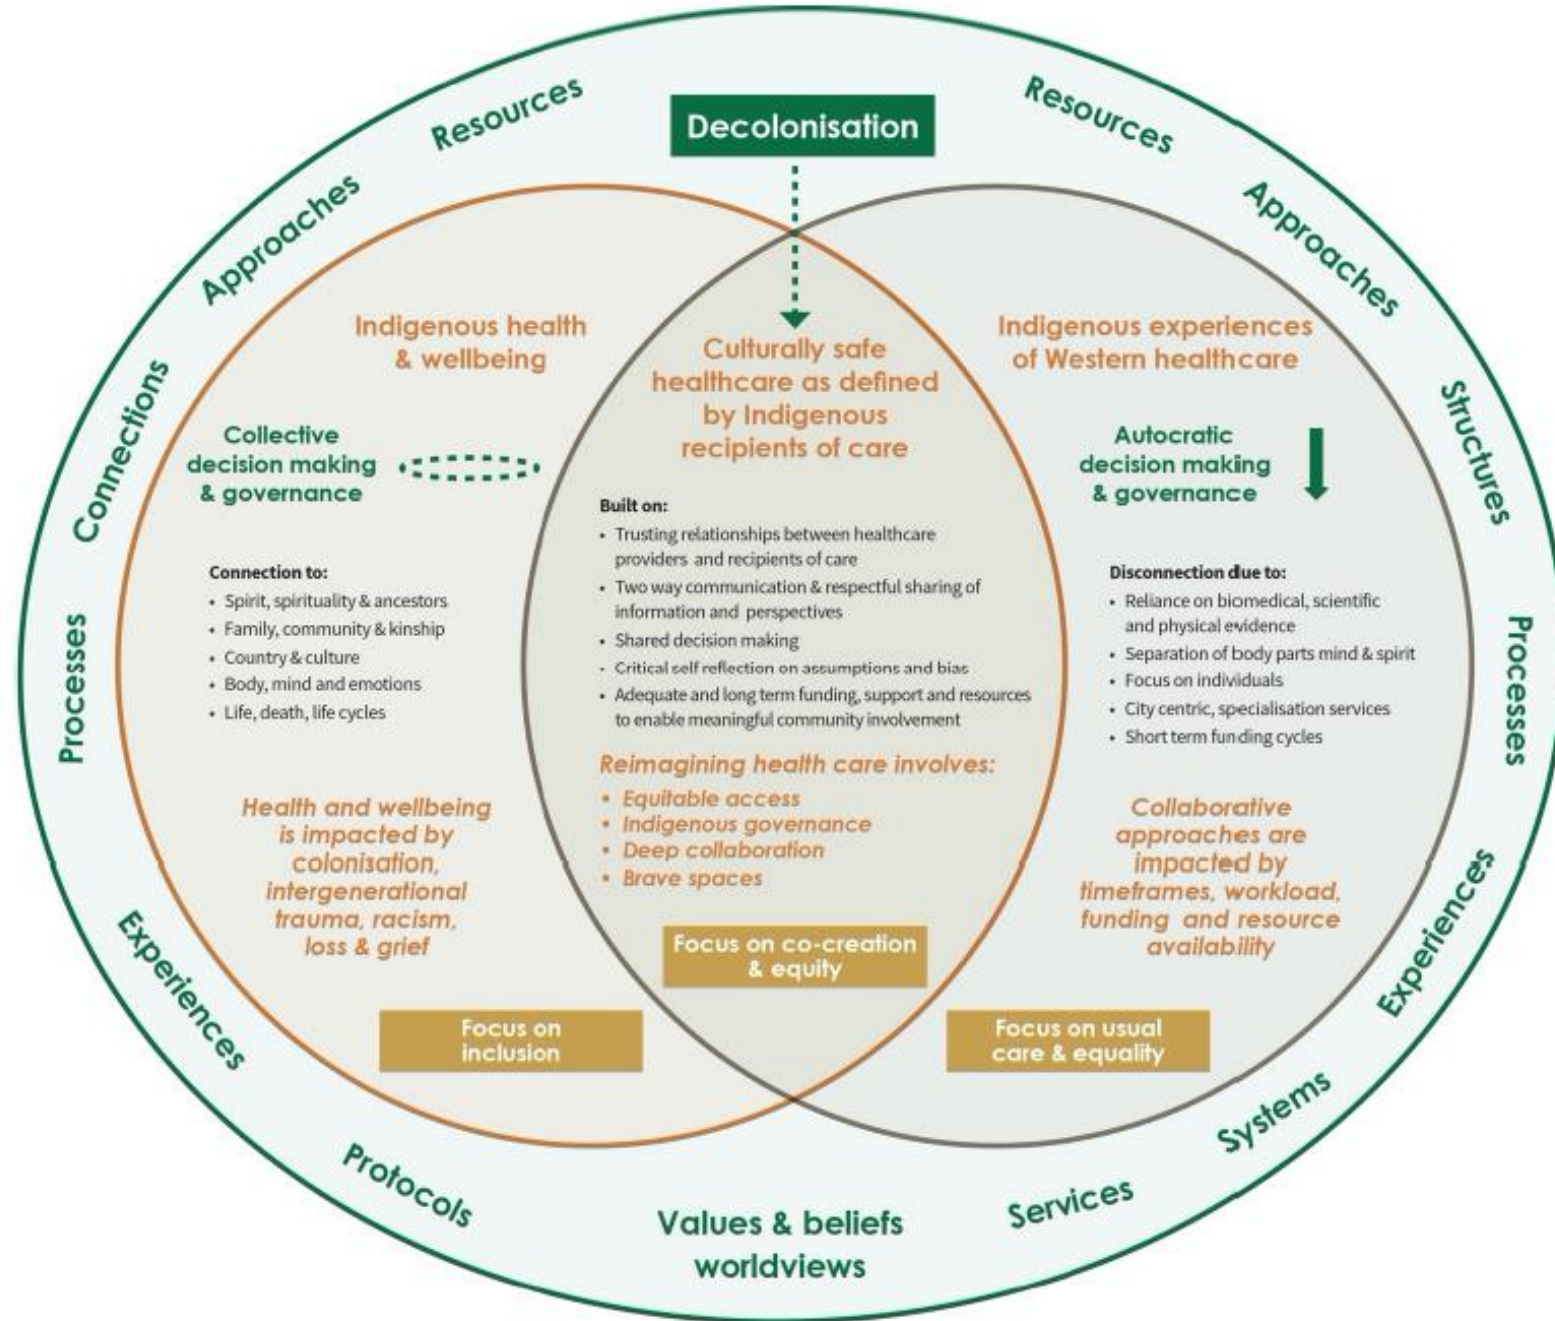 Decolonisation
Resources
Approaches
Connections
Processes
Experiences
Protocols
Values & beliefs
worldviews
Resources
Approaches
Structures
Processes
Experiences
Systems
Services
Indigenous health
& wellbeing
Collective
decision making
& governance
Connection to:
• Spirit, spirituality & ancestors
• Family, community & kinship
• Country & culture
• Body, mind and emotions
• Life, death, life cycles
Health and wellbeing
is impacted by
colonisation,
intergenerational
trauma, racism,
loss & grief
Focus on
inclusion
Culturally safe
healthcare as defined
by Indigenous
recipients of care
Built on:
• Trusting relationships between healthcare
providers and recipients of care
• Two way communication & respectful sharing of
information and perspectives
• Shared decision making
• Critical self reflection on assumptions and bias
• Adequate and long term funding, support and resources
to enable meaningful community involvement
Reimagining health care involves:
• Equitable access
• Indigenous governance
• Deep collaboration
• Brave spaces
Focus on co-creation
& equity
Indigenous experiences
of Western healthcare
Autocratic
decision making
& governance
Disconnection due to:
• Reliance on biomedical, scientific
and physical evidence
• Separation of body parts mind & spirit
• Focus on individuals
• City centric, specialisation services
• Short term funding cycles
Collaborative
approaches are
impacted by
timeframes, workload,
funding and resource
availability
Focus on usual
care & equality